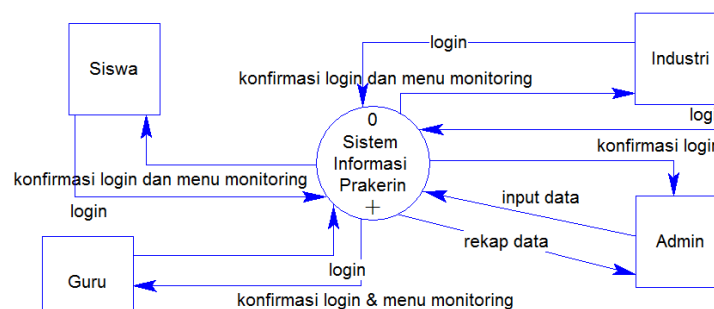 login
Siswa
Industri
konfirmasi login dan menu monitoring
0
Sistem
Informasi
Prakerin
+
logi
konfirmasi login
konfirmasi login dan menu monitoring
input data
login
rekap data
Admin
Guru
login
konfirmasi login & menu monitoring